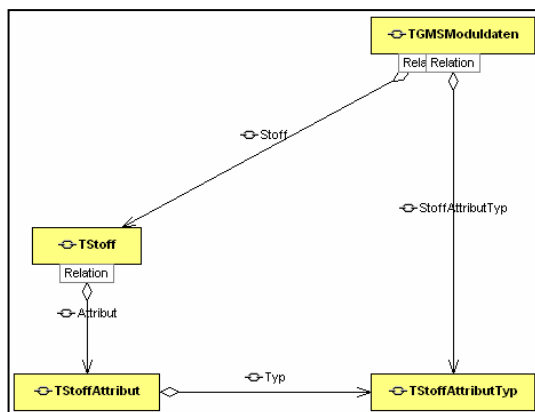 TGMSModuldaten
Rela Relation
Stoff
StoffAttributTyp
TStoff
Relation
Attribut
Typ
TStoffAttribut
TStoffAttributTyp